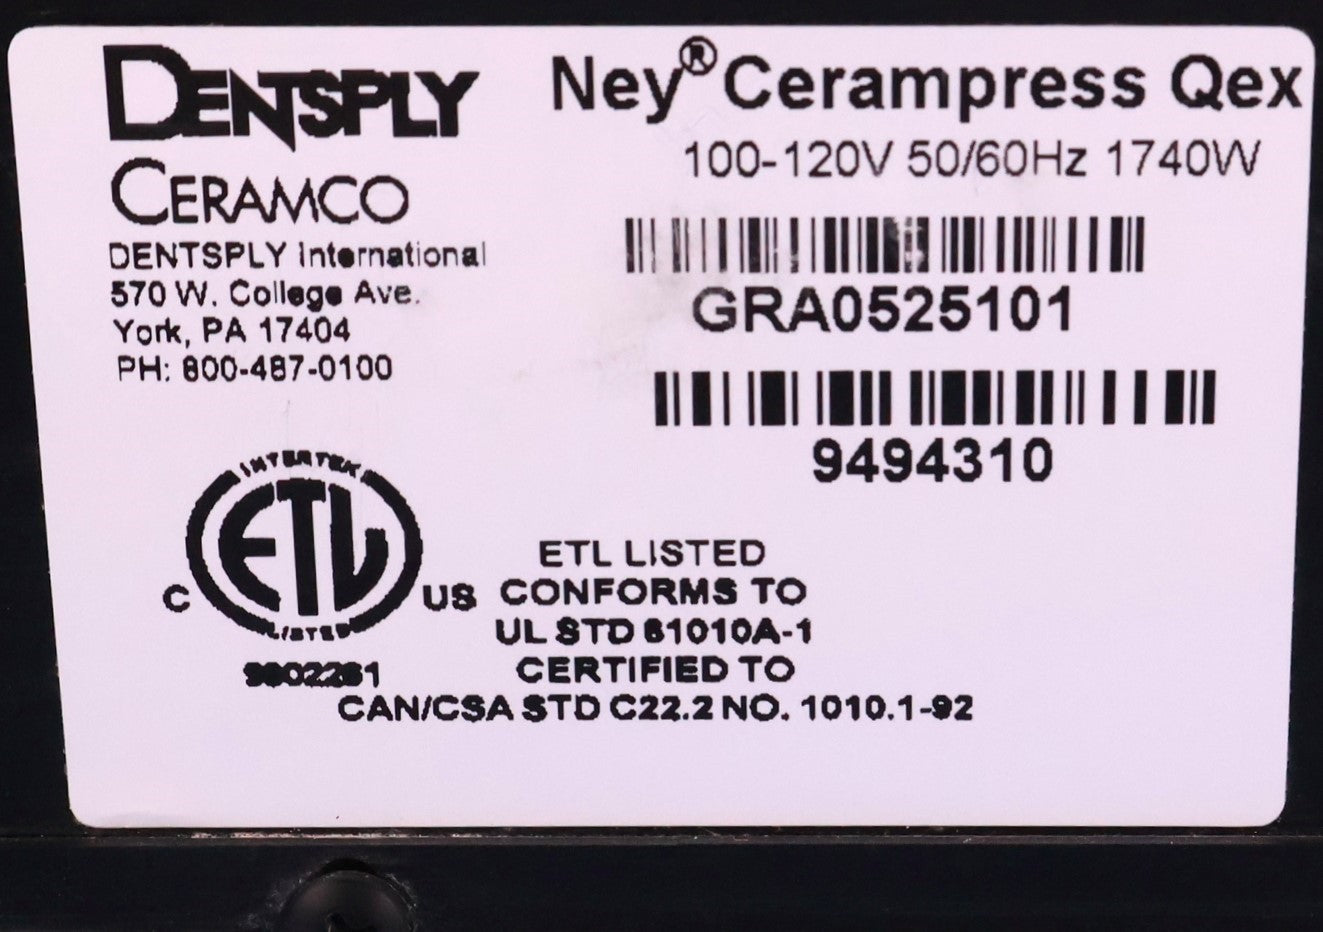 DENTSPLY
CERAMCO
DENTSPLY International
570 W. College Ave.
York, PA 17404
PH: 800-487-0100
Ney® Cerampress Qex
100-120V 50/60Hz 1740W
GRA0525101
9494310
INTERTEK
ETL
LISTED
C US
ETL LISTED
CONFORMS TO
UL STD 61010A-1
CERTIFIED TO
CAN/CSA STD C22.2 NO. 1010.1-92